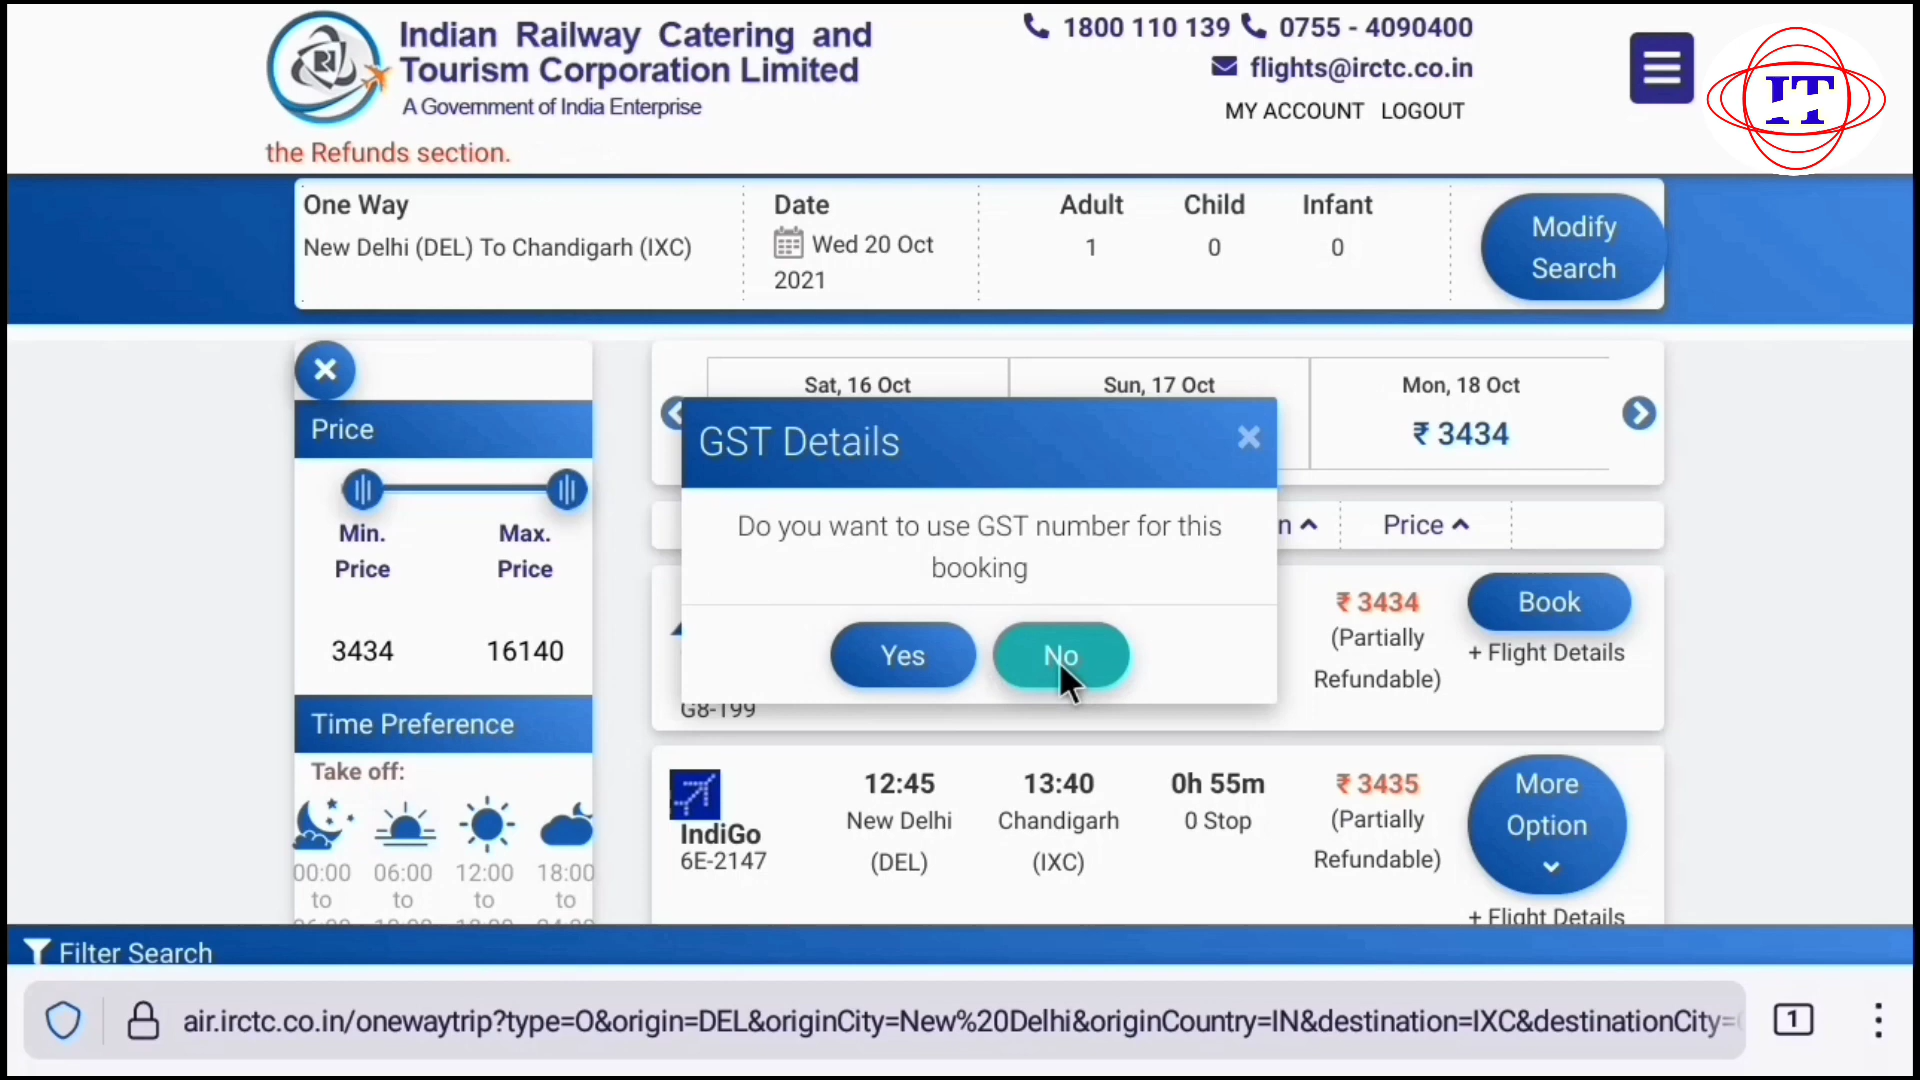 Indian Railway Catering and
Tourism Corporation Limited
A Government of India Enterprise
1800 110 139 0755 - 4090400
flights@irctc.co.in
MY ACCOUNT LOGOUT
IT
the Refunds section.
One Way
New Delhi (DEL) To Chandigarh (IXC)
Date
Wed 20 Oct
2021
Adult Child Infant
1 0 0
Modify
Search
Price
Min.
Price
Max.
Price
3434 16140
Time Preference
Take off:
00:00 06:00 12:00 18:00
to to to to
Sat, 16 Oct Sun, 17 Oct Mon, 18 Oct
₹ 3434
GST Details
Do you want to use GST number for this
booking
Yes No
n Price
₹ 3434
(Partially
Refundable)
Book
+ Flight Details
G8-199
IndiGo
6E-2147
12:45
New Delhi
(DEL)
13:40
Chandigarh
(IXC)
0h 55m
0 Stop
₹ 3435
(Partially
Refundable)
More
Option
+ Flight Details
Filter Search
air.irctc.co.in/onewaytrip?type=O&origin=DEL&originCity=New%20Delhi&originCountry=IN&destination=IXC&destinationCity=
1